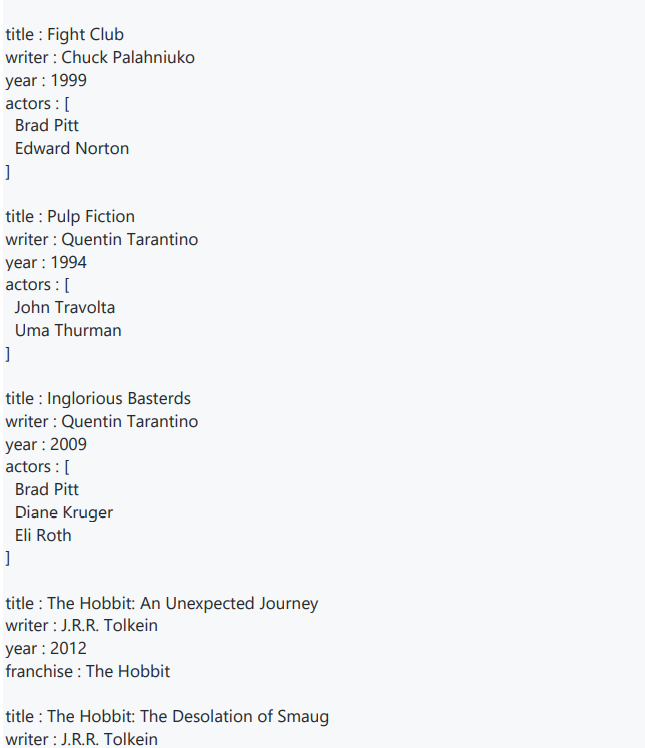 title : Fight Club
writer : Chuck Palahniuko
year : 1999
actors : [
Brad Pitt
Edward Norton
]
title : Pulp Fiction
writer : Quentin Tarantino
year : 1994
actors : [
John Travolta
Uma Thurman
]
title : Inglorious Basterds
writer : Quentin Tarantino
year : 2009
actors : [
Brad Pitt
Diane Kruger
Eli Roth
]
title : The Hobbit: An Unexpected Journey
writer : J.R.R. Tolkein
year : 2012
franchise : The Hobbit
title : The Hobbit: The Desolation of Smaug
writer : J.R.R. Tolkein